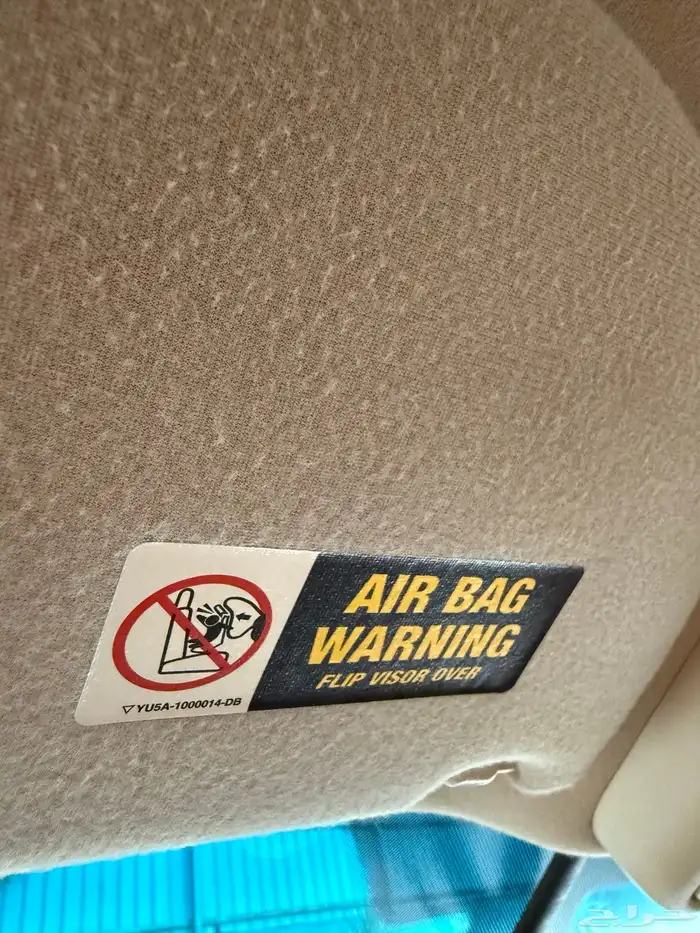 AIR BAG
WARNING
FLIP VISOR OVER
▽YU5A-1000014-DB
حراج